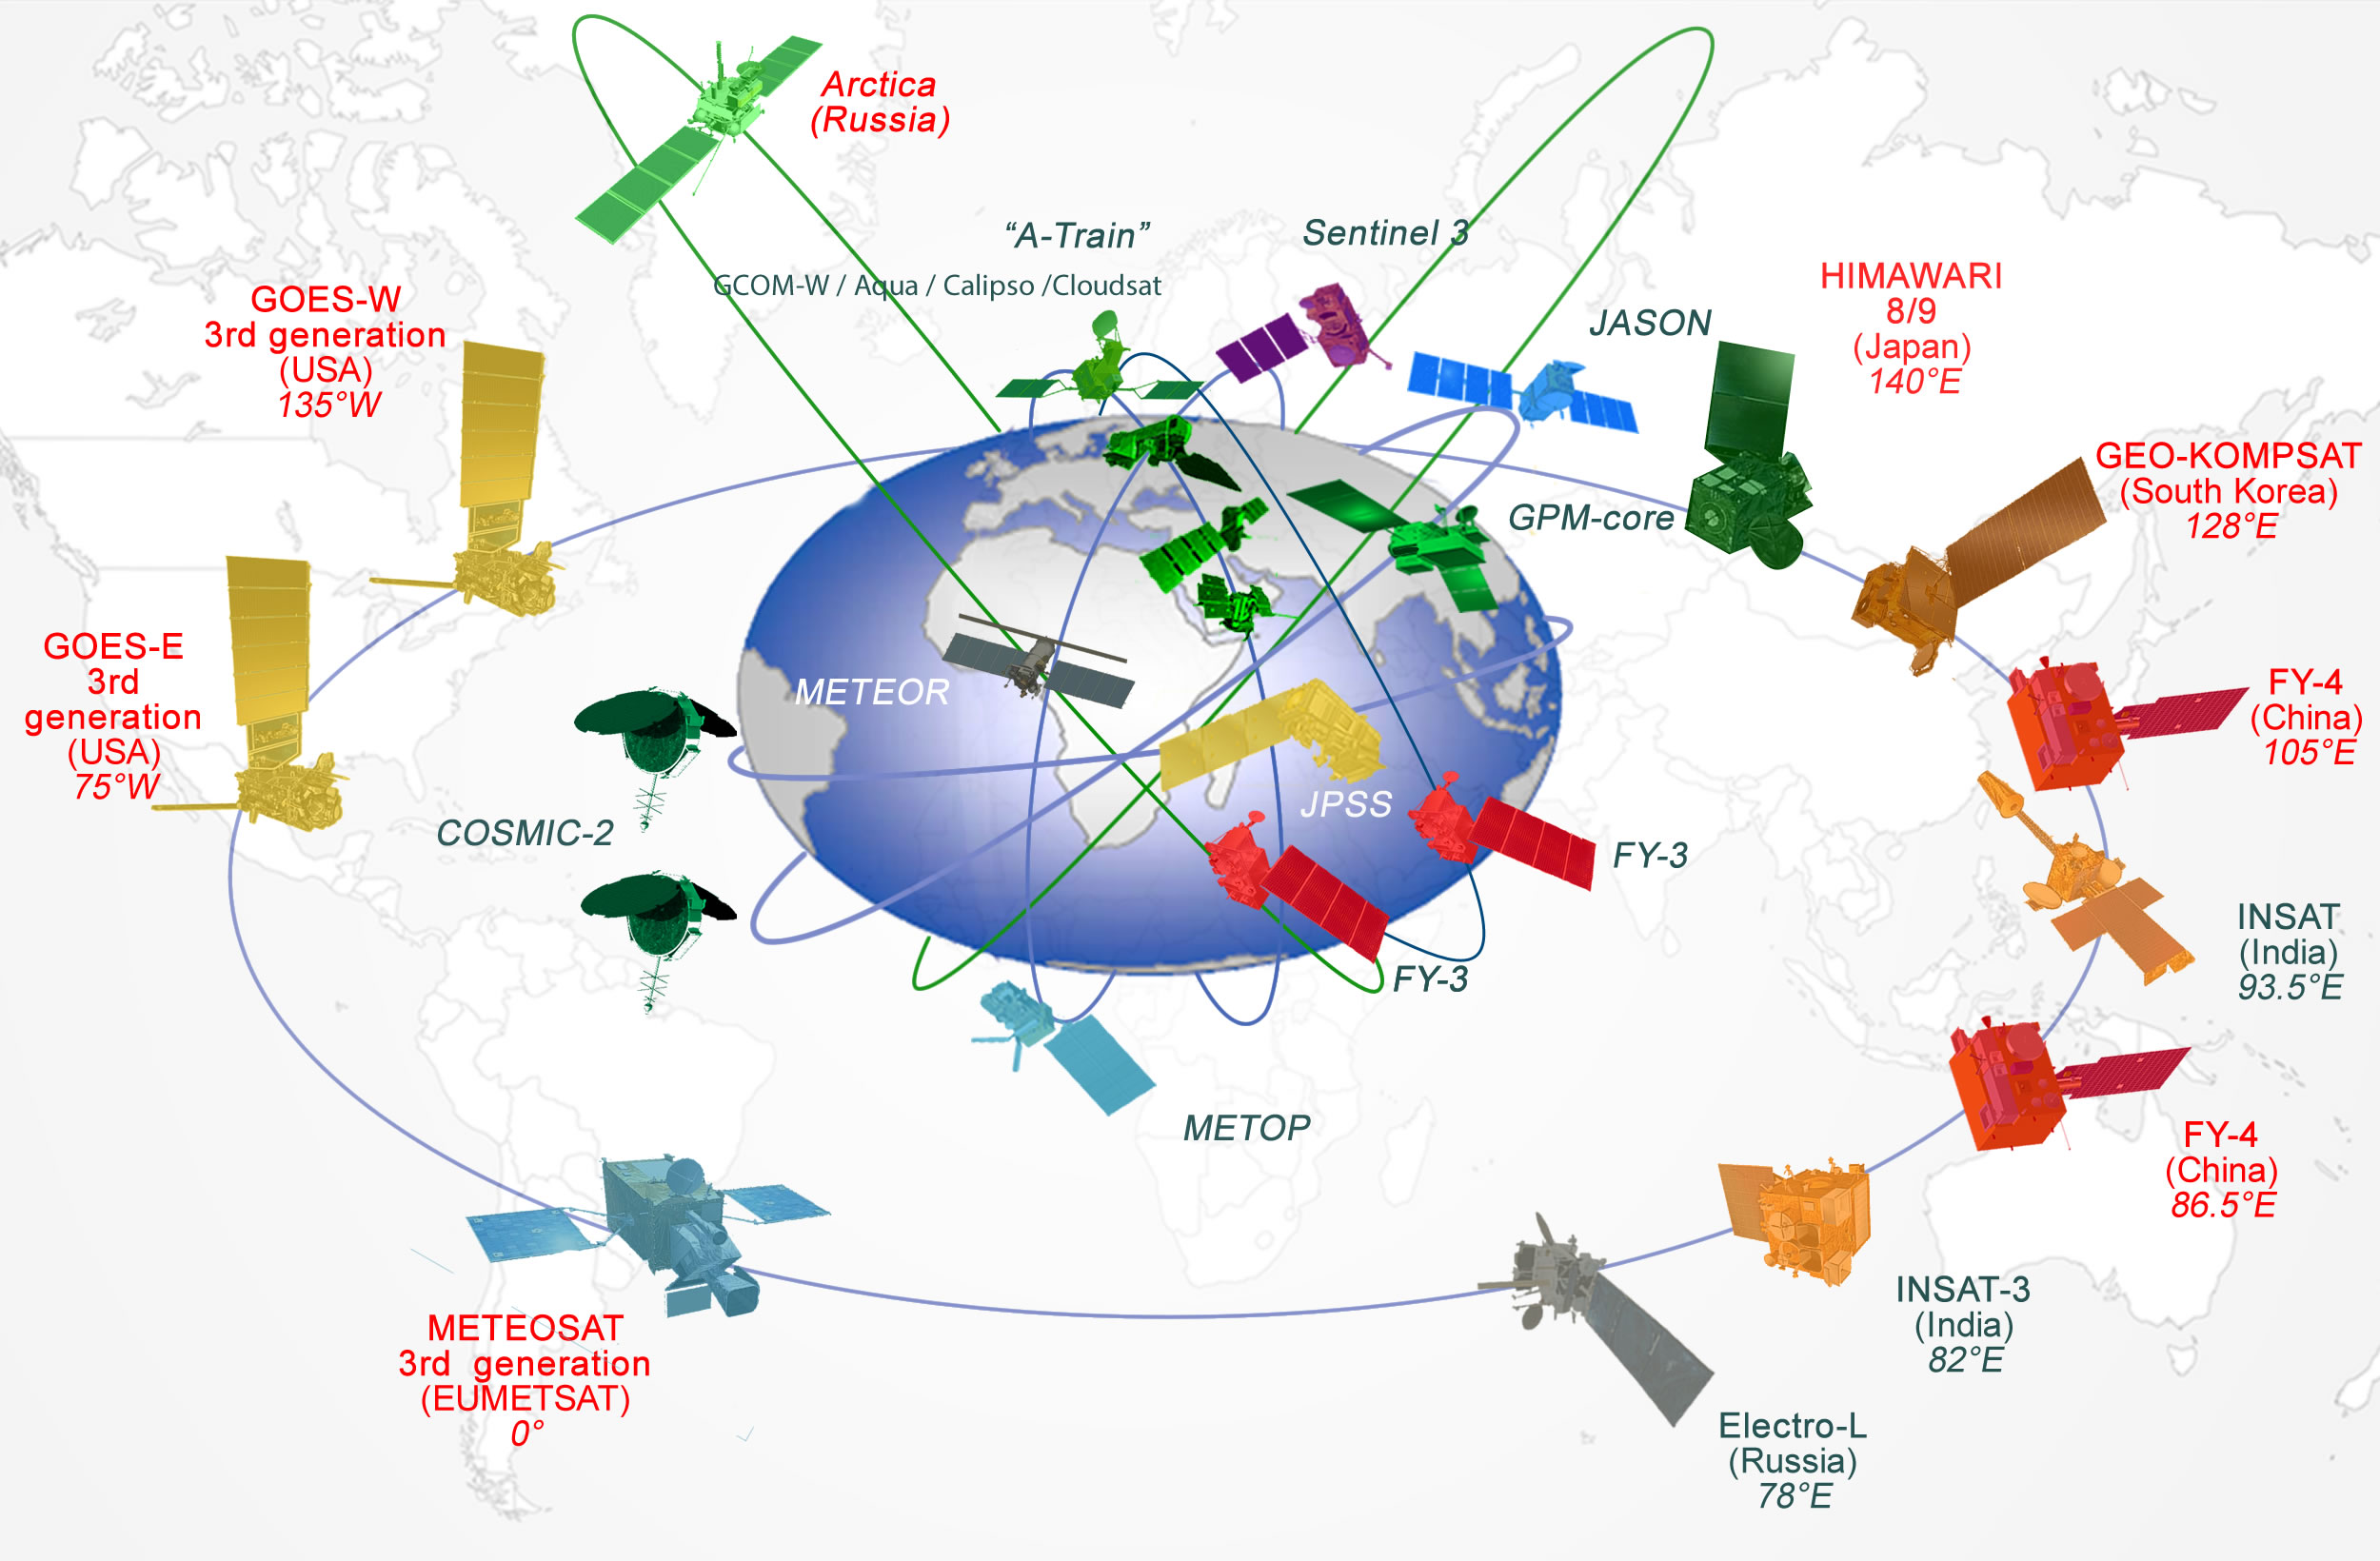 Arctica
(Russia)
“A-Train”
GCOM-W / Aqua / Calipso /Cloudsat
Sentinel 3
JASON
HIMAWARI
8/9
(Japan)
140°E
GOES-W
3rd generation
(USA)
135°W
GEO-KOMPSAT
(South Korea)
128°E
GPM-core
GOES-E
3rd
generation
(USA)
75°W
METEOR
FY-4
(China)
105°E
COSMIC-2
JPSS
FY-3
FY-3
INSAT
(India)
93.5°E
METOP
FY-4
(China)
86.5°E
INSAT-3
(India)
82°E
METEOSAT
3rd  generation
(EUMETSAT)
0°
Electro-L
(Russia)
78°E